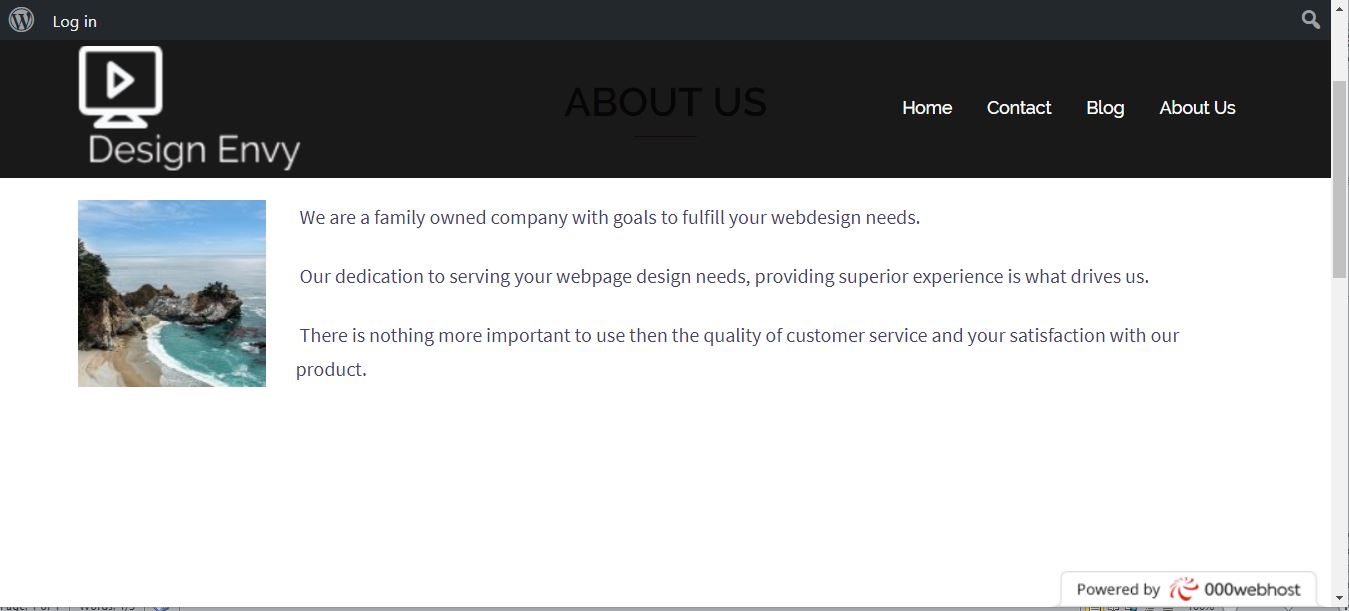 Log in
Design Envy
ABOUT US
Home Contact Blog About Us
We are a family owned company with goals to fulfill your webdesign needs.
Our dedication to serving your webpage design needs, providing superior experience is what drives us.
There is nothing more important to use then the quality of customer service and your satisfaction with our
product.
Powered by 000webhost